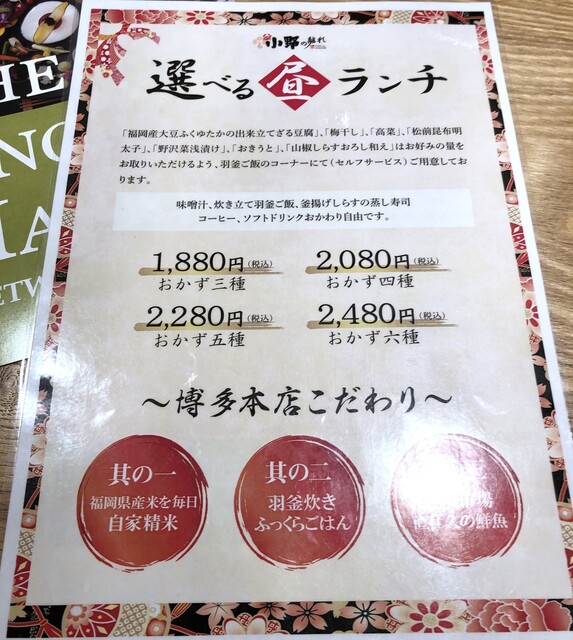 小野の離れ
選べる 昼 ランチ
「福岡産大豆ふくゆたかの出来立てざる豆腐」、「梅干し」、「高菜」、「松前昆布明
太子」、「野沢菜浅漬け」、「おきうと」、「山椒しらすおろし和え」はお好みの量を
お取りいただけるよう、羽釜ご飯のコーナーにて（セルフサービス）ご用意してお
ります。
味噌汁、炊き立て羽釜ご飯、釜揚げしらすの蒸し寿司
コーヒー、ソフトドリンクおかわり自由です。
1,880円（税込） 2,080円（税込）
おかず三種 おかず四種
2,280円（税込） 2,480円（税込）
おかず五種 おかず六種
〜博多本店こだわり〜
其の一 其の二
福岡県産米を毎日 羽釜炊き
自家精米 ふっくらごはん の鮮魚
HE
NG
ETW